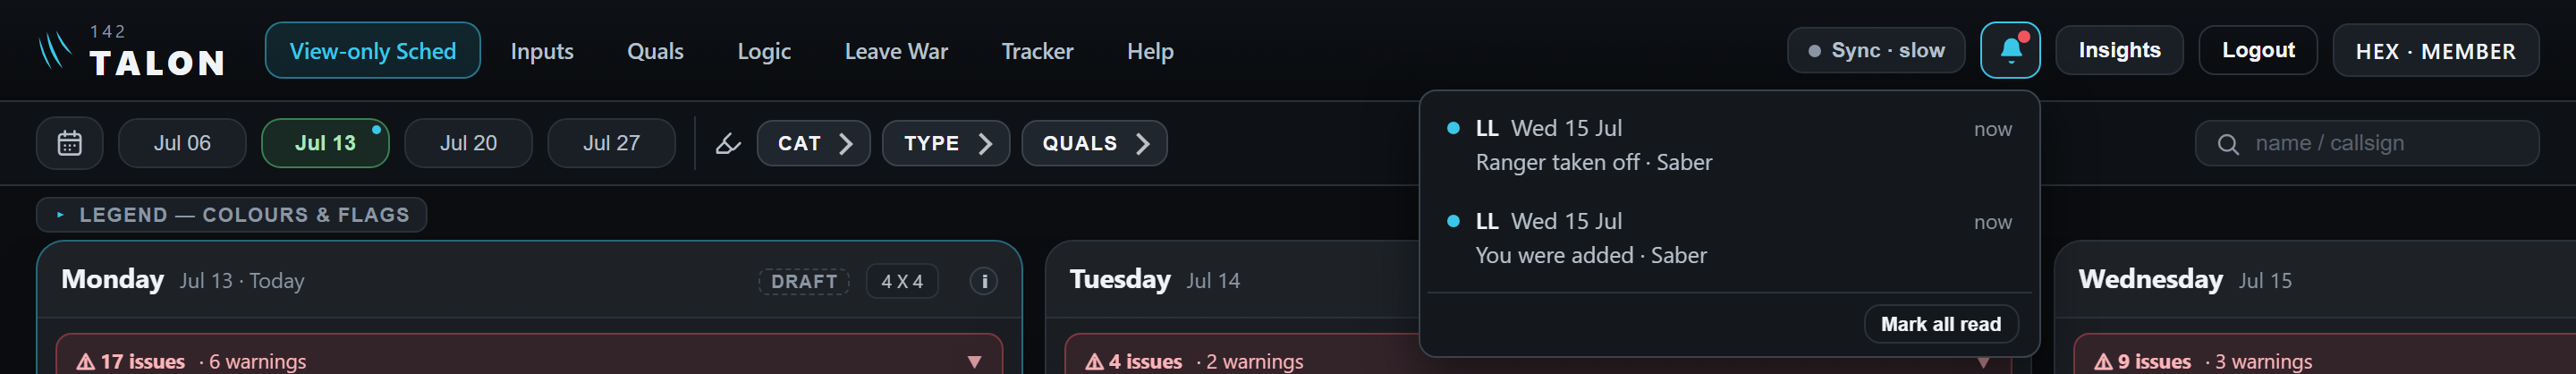 142
TALON
View-only Sched
Inputs
Quals
Logic
Leave War
Tracker
Help
Sync · slow
Insights
Logout
HEX · MEMBER
Jul 06
Jul 13
Jul 20
Jul 27
CAT
TYPE
QUALS
name / callsign
LL Wed 15 Jul now
Ranger taken off · Saber
LL Wed 15 Jul now
You were added · Saber
Mark all read
LEGEND — COLOURS & FLAGS
Monday Jul 13 · Today DRAFT 4 X 4 i
17 issues · 6 warnings
Tuesday Jul 14
4 issues · 2 warnings
Wednesday Jul 15
9 issues · 3 warnings